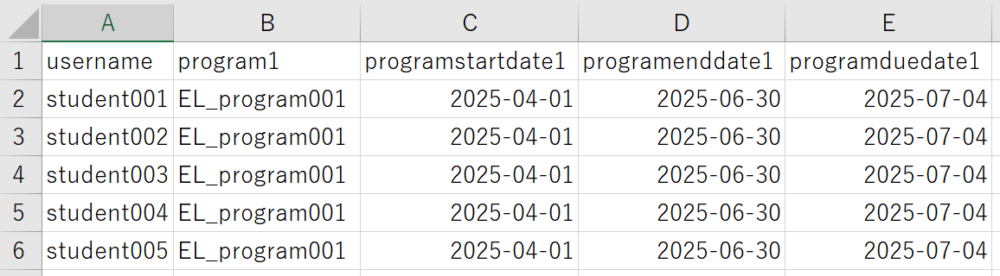 A B C D E
1 username program1 programstartdate1 programenddate1 programduedate1
2 student001 EL_program001 2025-04-01 2025-06-30 2025-07-04
3 student002 EL_program001 2025-04-01 2025-06-30 2025-07-04
4 student003 EL_program001 2025-04-01 2025-06-30 2025-07-04
5 student004 EL_program001 2025-04-01 2025-06-30 2025-07-04
6 student005 EL_program001 2025-04-01 2025-06-30 2025-07-04